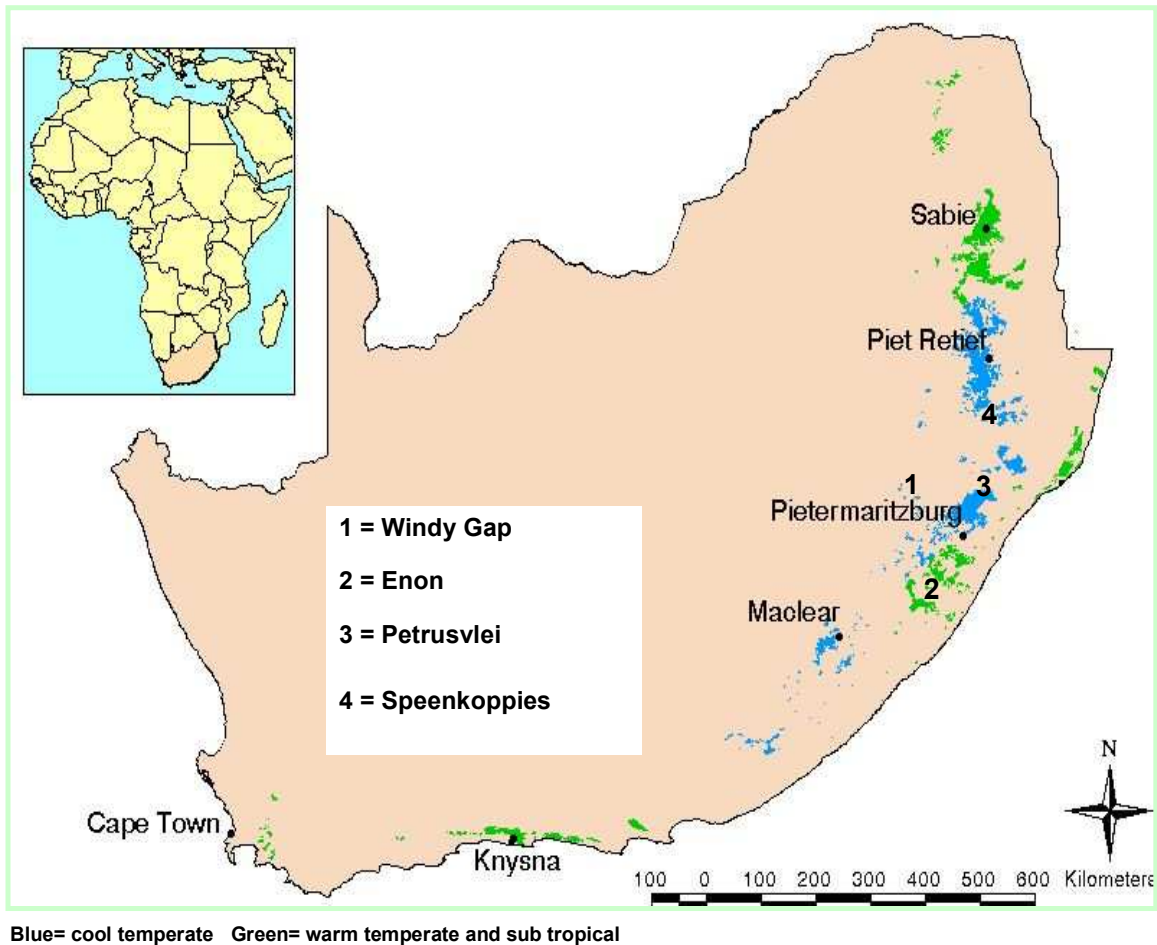 Sabie
Piet Retief
4
1
3
Pietermaritzburg
1 = Windy Gap
2 = Enon
2
3 = Petrusvlei
Maclear
4 = Speenkoppies
N
Cape Town
Knysna
100 0 100 200 300 400 500 600 Kilometers
Blue= cool temperate Green= warm temperate and sub tropical